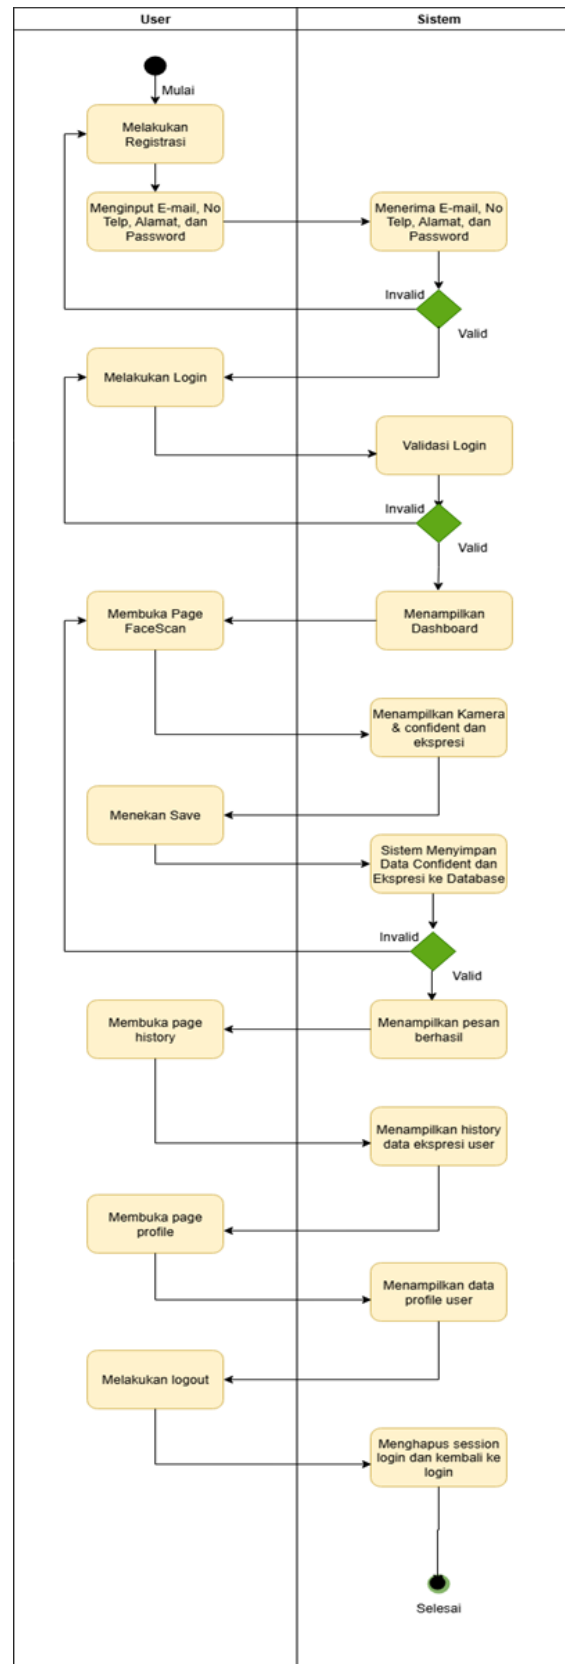 User
Sistem
Mulai
Melakukan
Registrasi
Menginput E-mail, No
Telp, Alamat, dan
Password
Menerima E-mail, No
Telp, Alamat, dan
Password
Invalid
Valid
Melakukan Login
Validasi Login
Invalid
Valid
Membuka Page
FaceScan
Menampilkan
Dashboard
Menampilkan Kamera
& confident dan
ekspresi
Menekan Save
Sistem Menyimpan
Data Confident dan
Ekspresi ke Database
Invalid
Valid
Membuka page
history
Menampilkan pesan
berhasil
Menampilkan history
data ekspresi user
Membuka page
profile
Menampilkan data
profile user
Melakukan logout
Menghapus session
login dan kembali ke
login
Selesai